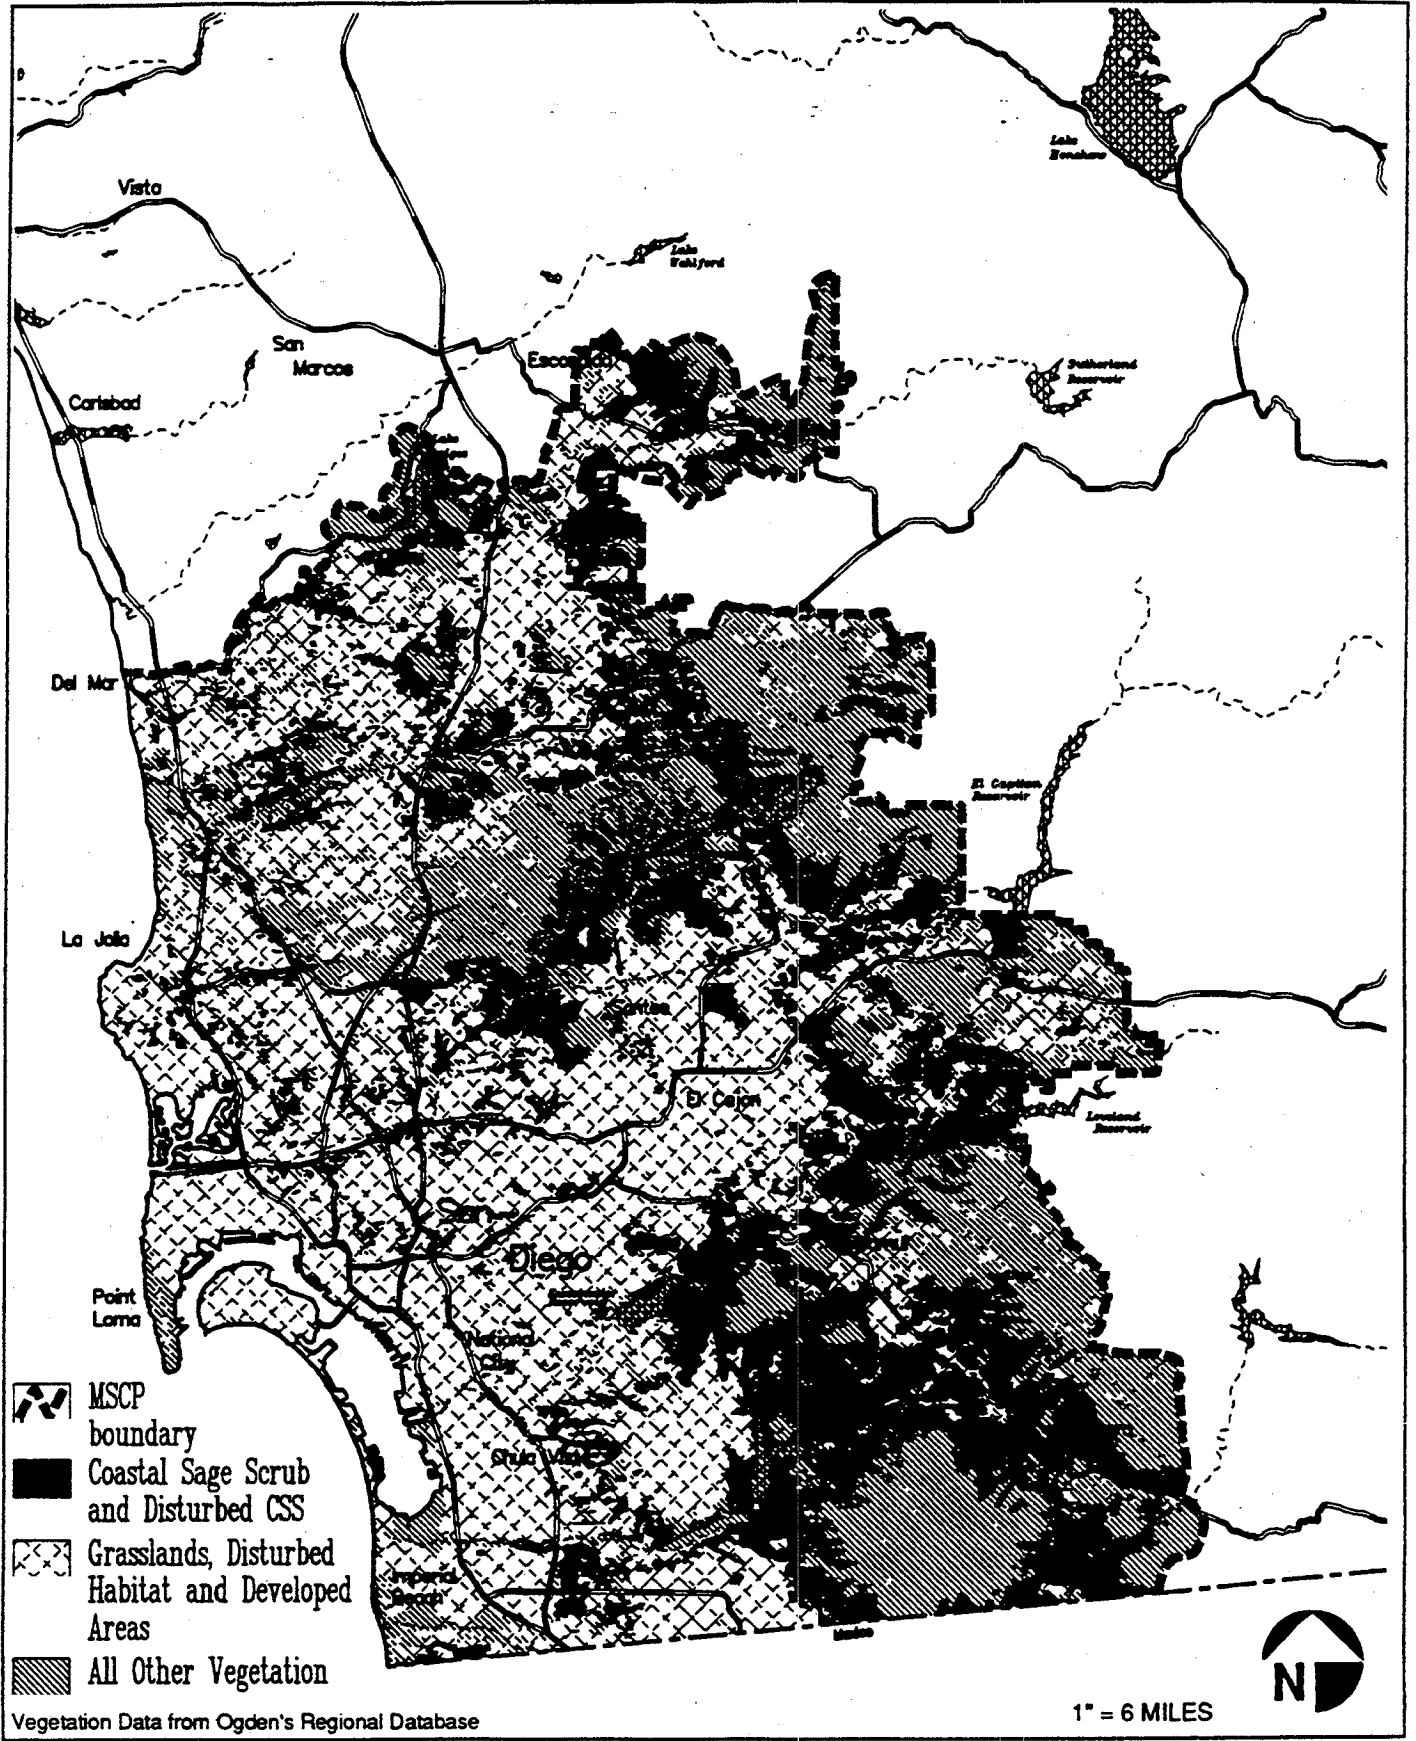 Lake
Vista
Lake
Wohlford
San
Marcos
Escondido
Sutherland
Reservoir
Carlsbad
Lake
Del Mar
El Capitan
Reservoir
La Jolla
El Cajon
Loveland
Reservoir
San
Diego
Point
Loma
National
City
MSCP
boundary
Chula Vista
Coastal Sage Scrub
and Disturbed CSS
Grasslands, Disturbed
Habitat and Developed
Areas
Imperial
Beach
Mexico
All Other Vegetation
N
1" = 6 MILES
Vegetation Data from Ogden's Regional Database